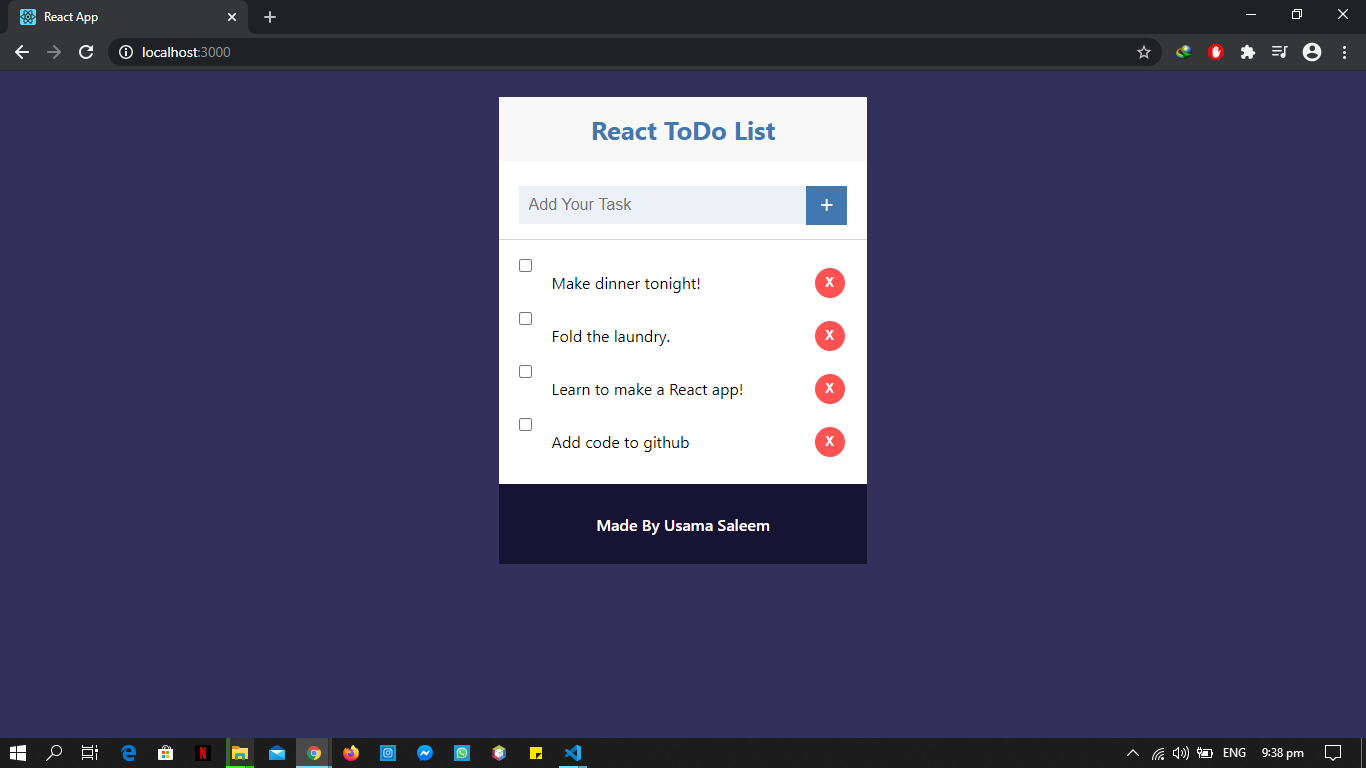 React App
localhost:3000
React ToDo List
Add Your Task
+
Make dinner tonight!
X
Fold the laundry.
X
Learn to make a React app!
X
Add code to github
X
Made By Usama Saleem
ENG
9:38 pm